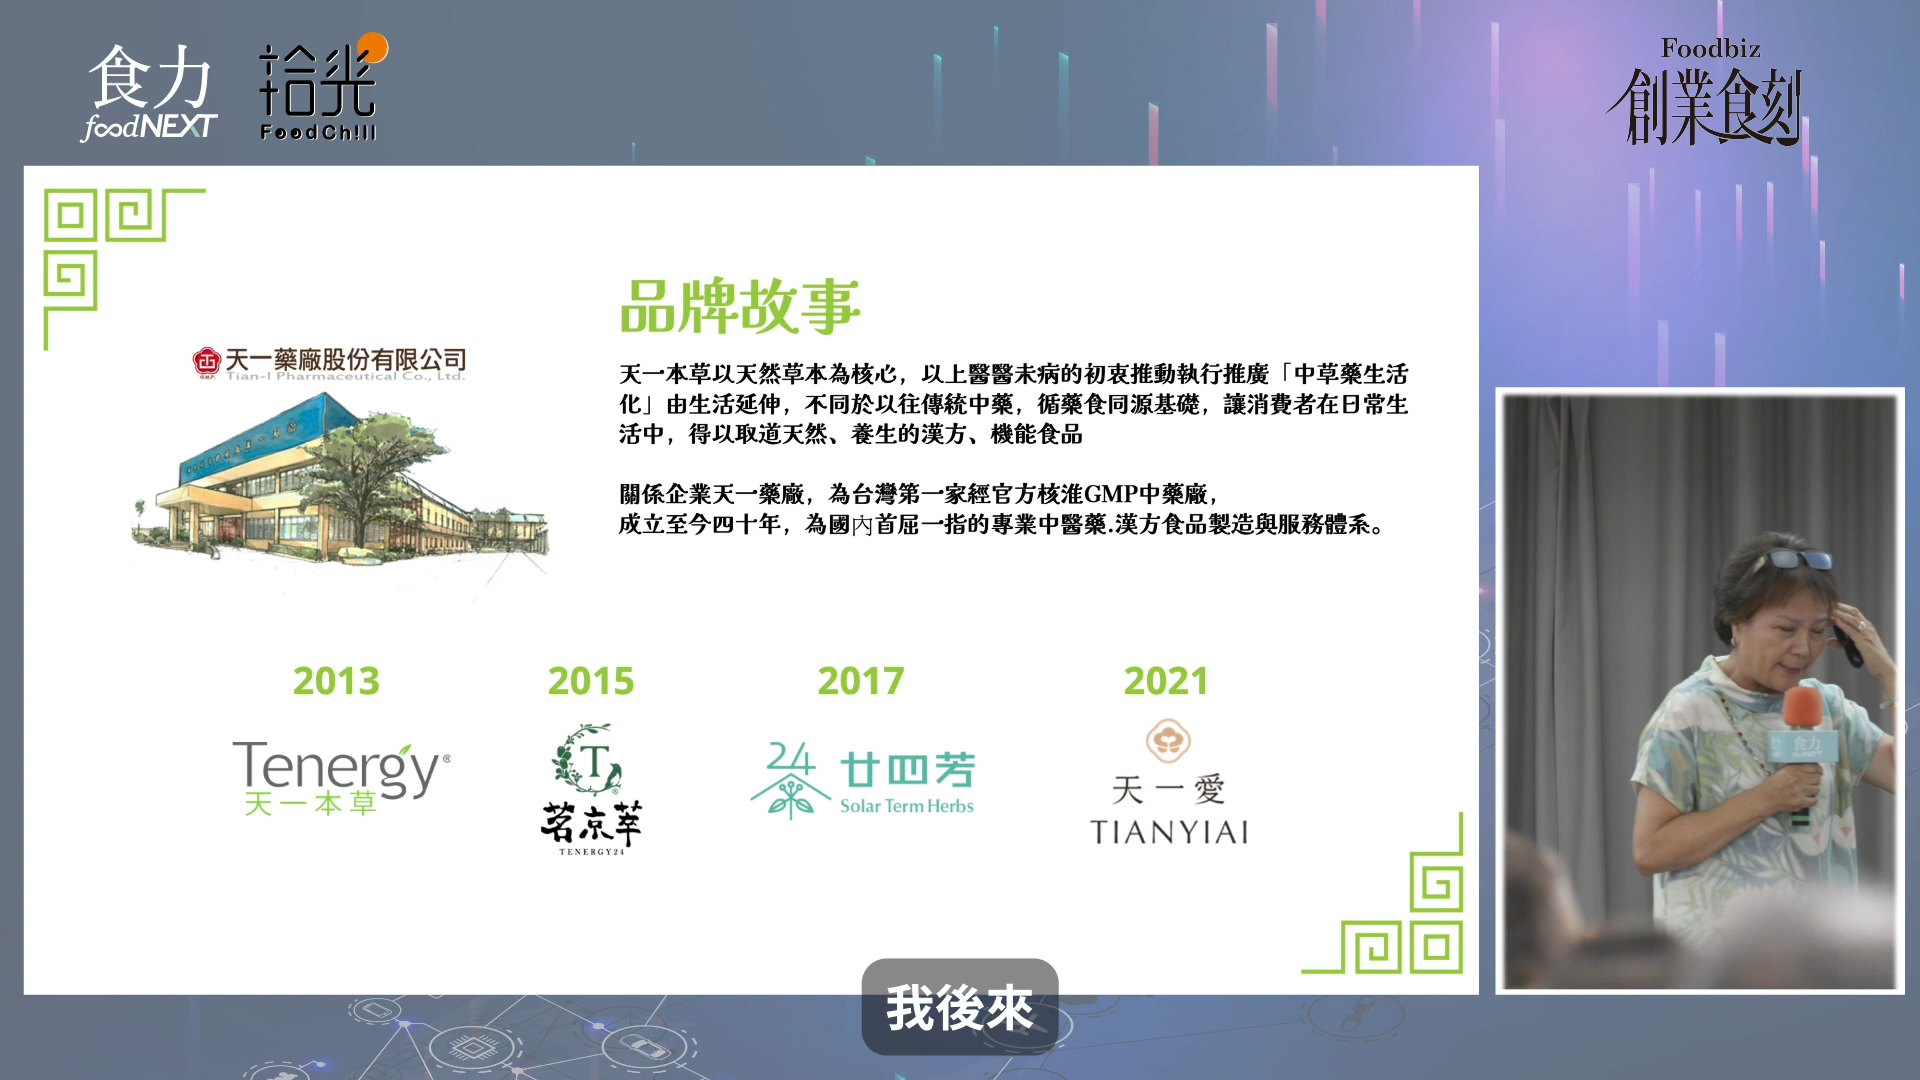 食力
foodNEXT
拾光
FoodCh!ll
Foodbiz
創業食刻
天一藥廠股份有限公司
Tian-I Pharmaceutical Co., Ltd.
品牌故事
天一本草以天然草本為核心，以上醫醫未病的初衷推動執行推廣「中草藥生活
化」由生活延伸，不同於以往傳統中藥，循藥食同源基礎，讓消費者在日常生
活中，得以取道天然、養生的漢方、機能食品
關係企業天一藥廠，為台灣第一家經官方核淮GMP中藥廠，
成立至今四十年，為國內首屈一指的專業中醫藥.漢方食品製造與服務體系。
2013
2015
2017
2021
Tenergy®
天一本草
T
茗京萃
TENERGY24
24
廿四芳
Solar Term Herbs
天一愛
TIANYIAI
食力
我後來